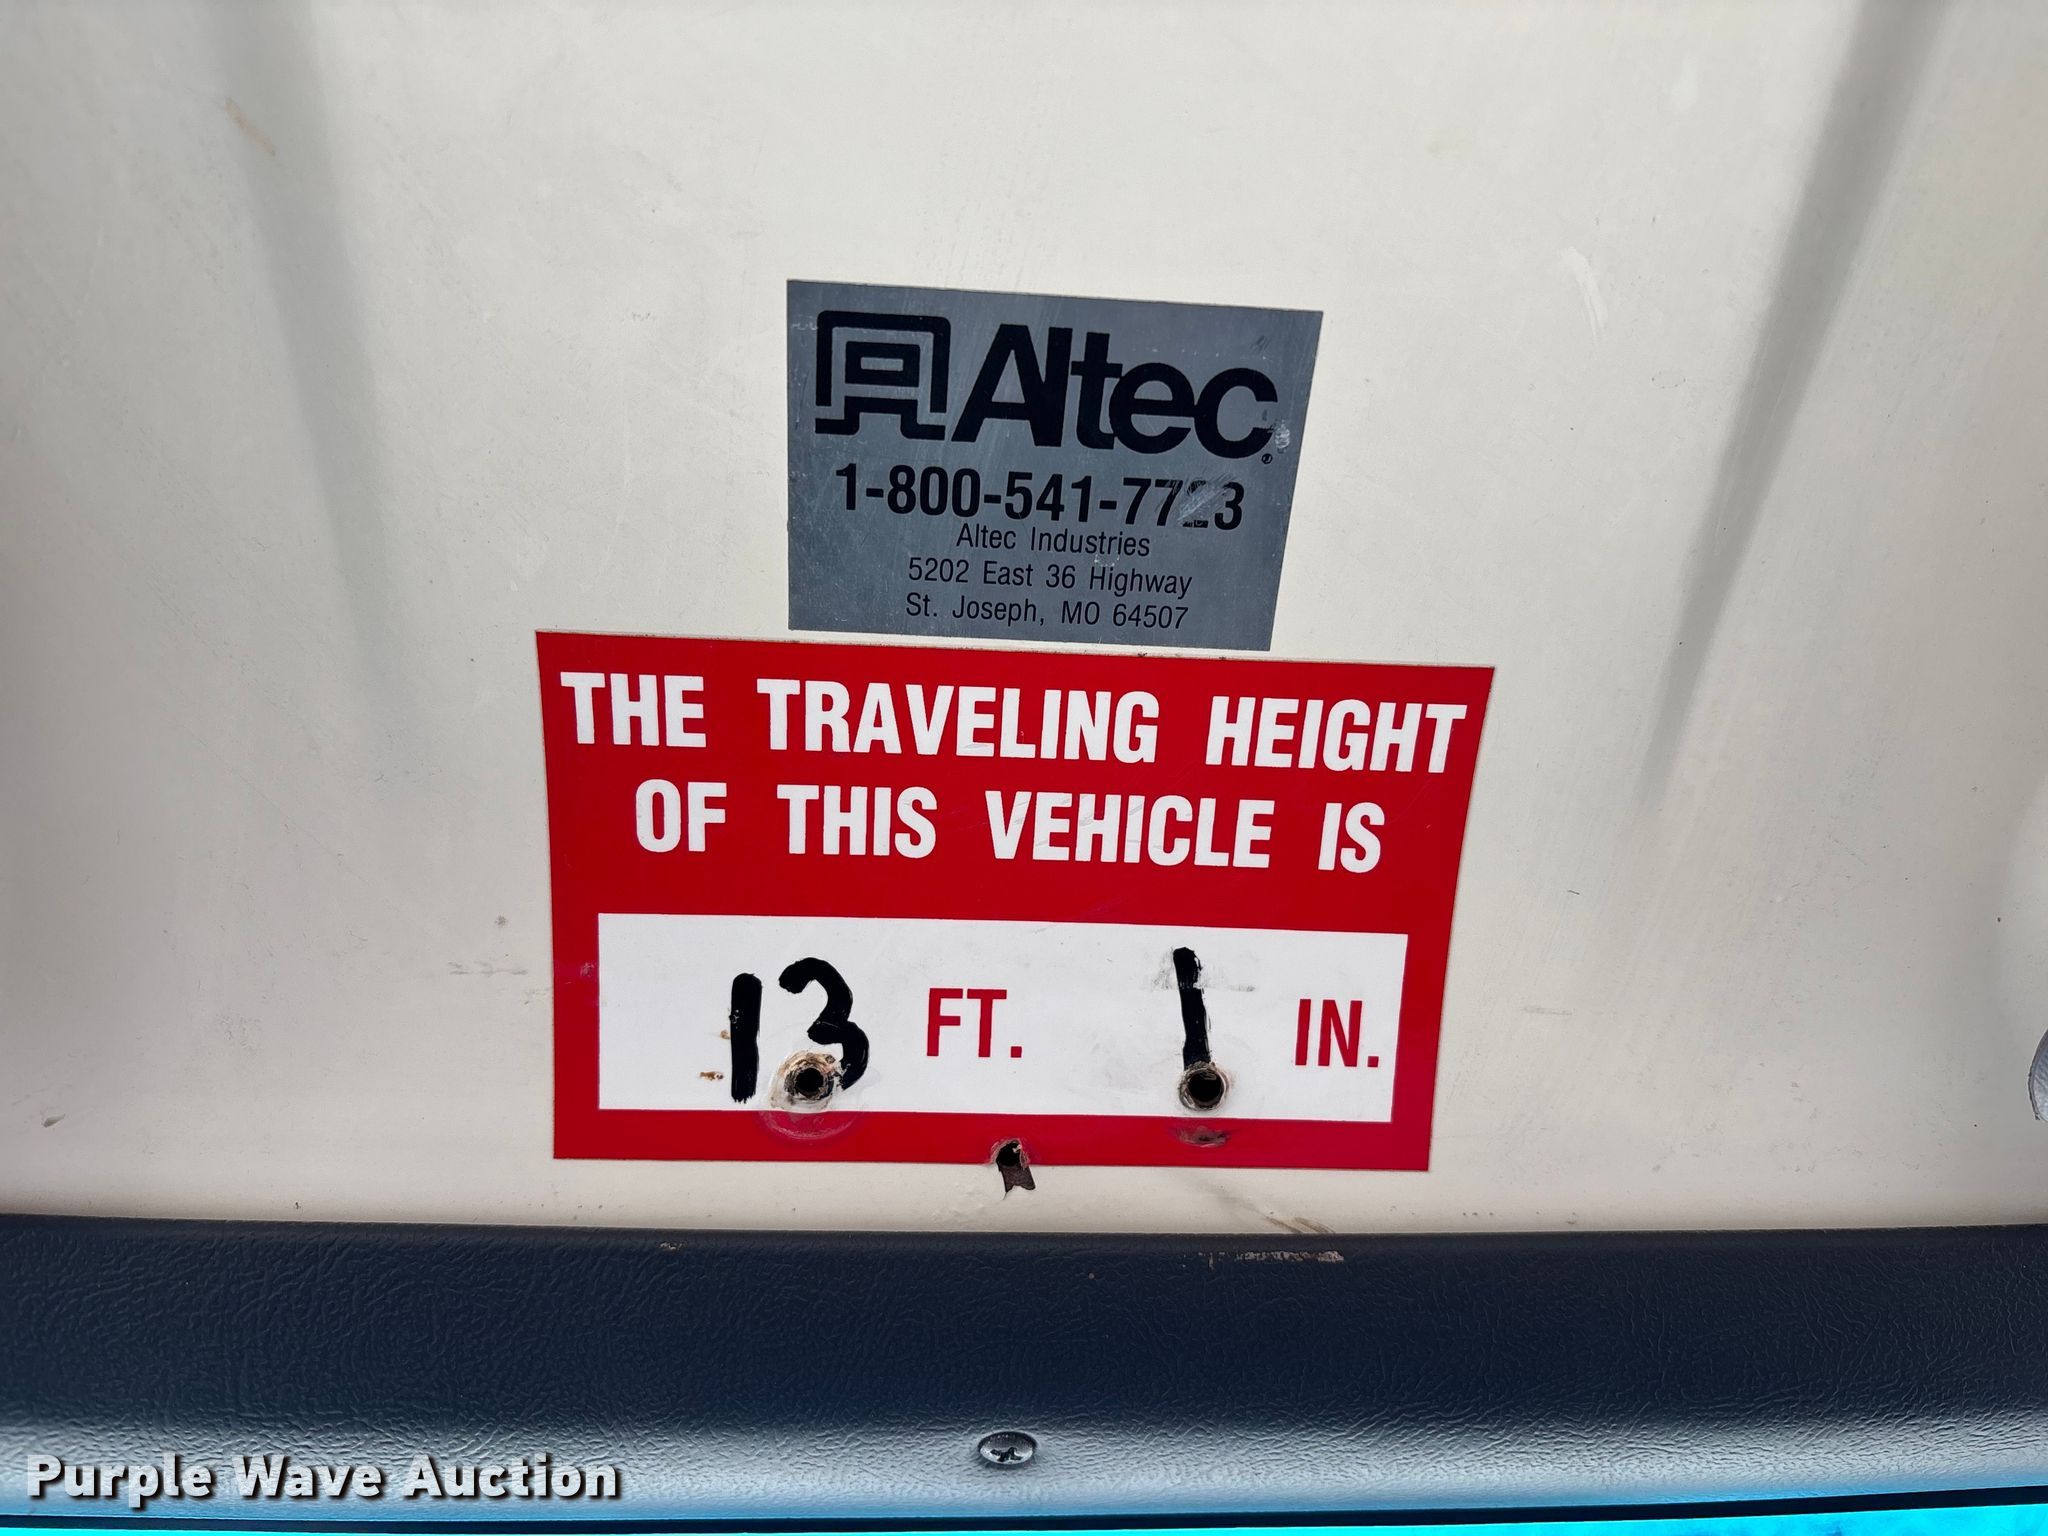 Altec®
1-800-541-7723
Altec Industries
5202 East 36 Highway
St. Joseph, MO 64507
THE TRAVELING HEIGHT
OF THIS VEHICLE IS
13 FT. 1 IN.
Purple Wave Auction